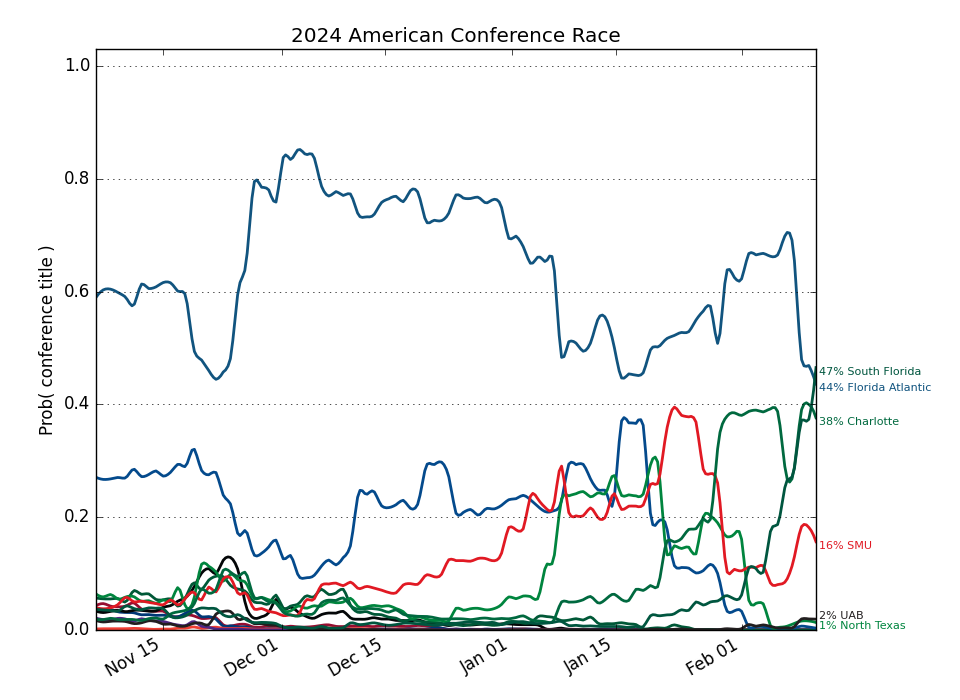 2024 American Conference Race
Prob( conference title )
1.0
0.8
0.6
0.4
0.2
0.0
Nov 15
Dec 01
Dec 15
Jan 01
Jan 15
Feb 01
47% South Florida
44% Florida Atlantic
38% Charlotte
16% SMU
2% UAB
1% North Texas